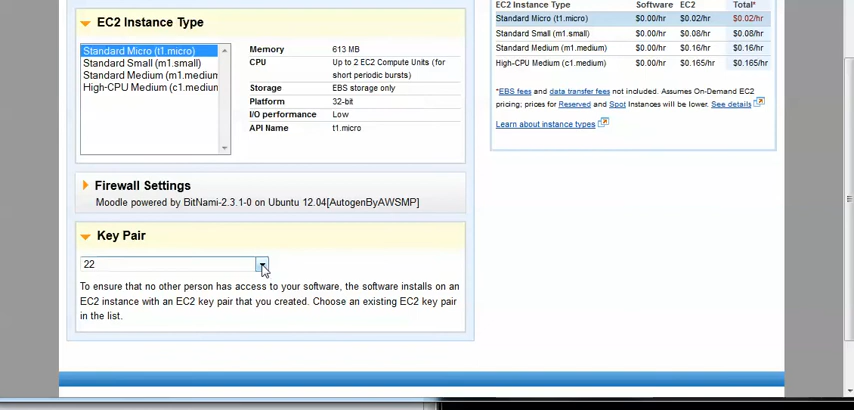 EC2 Instance Type
Standard Micro (t1.micro)
Standard Small (m1.small)
Standard Medium (m1.medium
High-CPU Medium (c1.medium
Memory 613 MB
CPU Up to 2 EC2 Compute Units (for
short periodic bursts)
Storage EBS storage only
Platform 32-bit
I/O performance Low
API Name t1.micro
Firewall Settings
Moodle powered by BitNami-2.3.1-0 on Ubuntu 12.04[AutogenByAWSMP]
Key Pair
22
To ensure that no other person has access to your software, the software installs on an
EC2 instance with an EC2 key pair that you created. Choose an existing EC2 key pair
in the list.
EC2 Instance Type Software EC2 Total*
Standard Micro (t1.micro) $0.00/hr $0.02/hr $0.02/hr
Standard Small (m1.small) $0.00/hr $0.08/hr $0.08/hr
Standard Medium (m1.medium) $0.00/hr $0.16/hr $0.16/hr
High-CPU Medium (c1.medium) $0.00/hr $0.165/hr $0.165/hr
*EBS fees and data transfer fees not included. Assumes On-Demand EC2
pricing; prices for Reserved and Spot Instances will be lower. See details
Learn about instance types